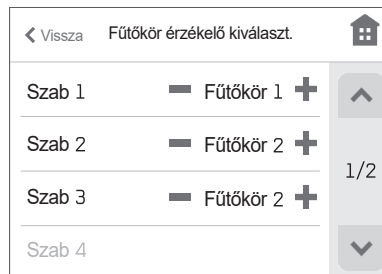 Vissza Fűtőkör érzékelő kiválaszt.
Szab 1 Fűtőkör 1
Szab 2 Fűtőkör 2
1/2
Szab 3 Fűtőkör 2
Szab 4